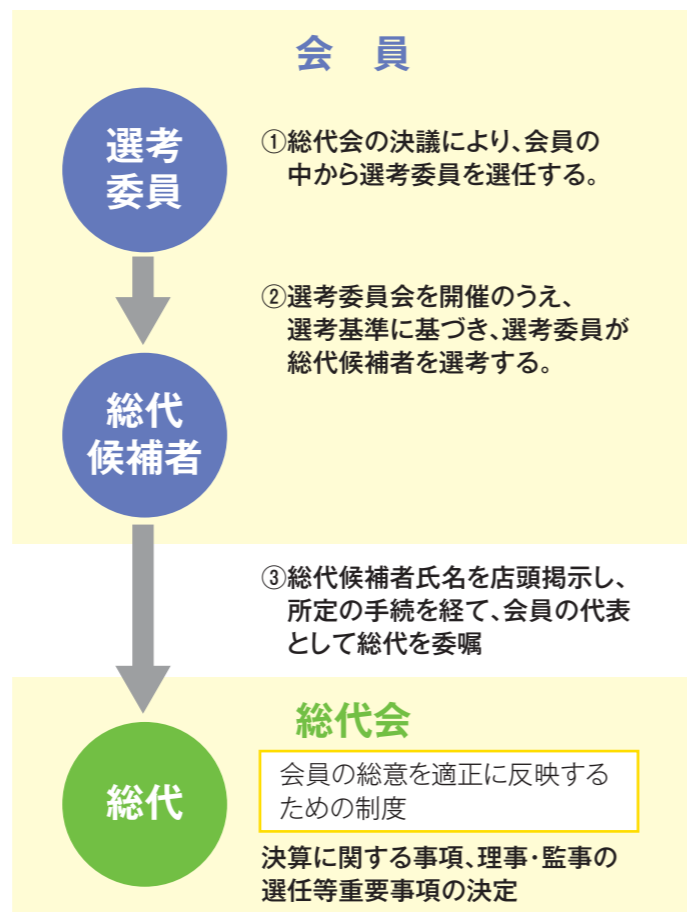 会 員
選考
委員
①総代会の決議により、会員の
中から選考委員を選任する。
②選考委員会を開催のうえ、
選考基準に基づき、選考委員が
総代候補者を選考する。
総代
候補者
③総代候補者氏名を店頭掲示し、
所定の手続を経て、会員の代表
として総代を委嘱
総代会
総代
会員の総意を適正に反映する
ための制度
決算に関する事項、理事・監事の
選任等重要事項の決定